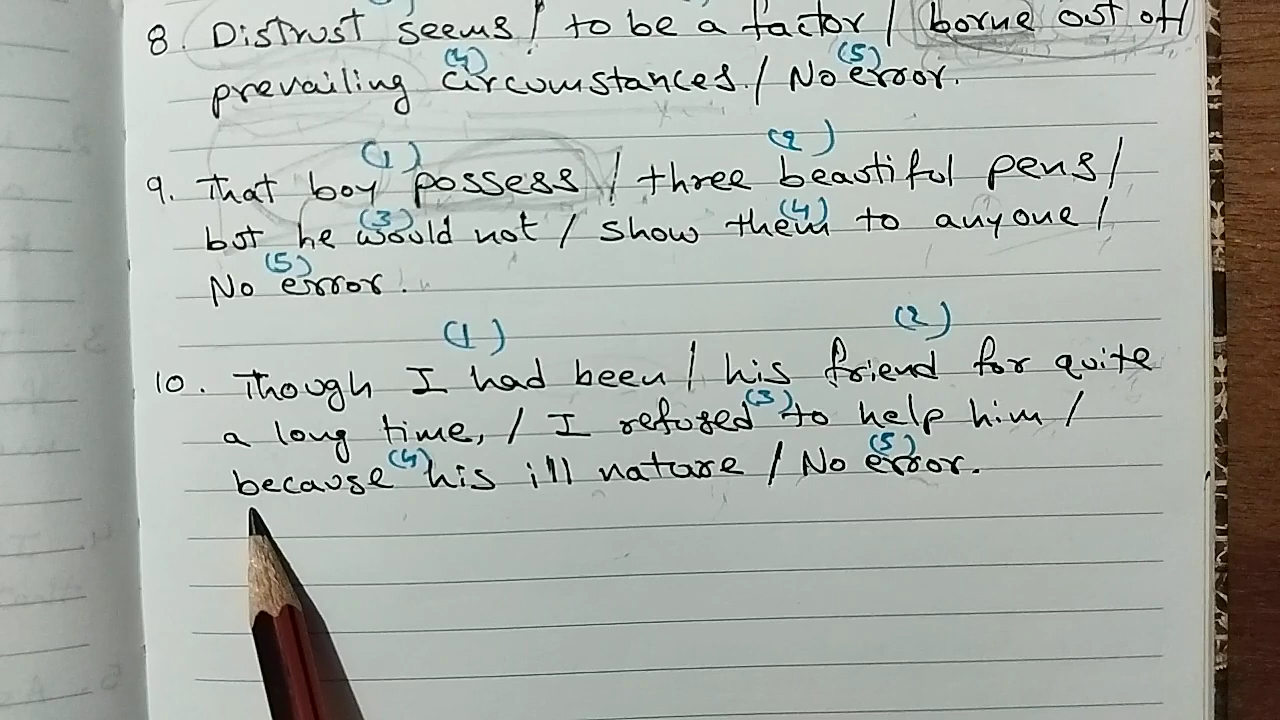 8. Distrust seems / to be a factor / borne out of /
(4) (5)
prevailing circumstances. / No error.
(1) (2)
9. That boy possess / three beautiful pens /
(3) (4)
but he would not / show them to anyone /
(5)
No error.
(1) (2)
10. Though I had been / his friend for quite
(3)
a long time, / I refused to help him /
(4) (5)
because his ill nature / No error.